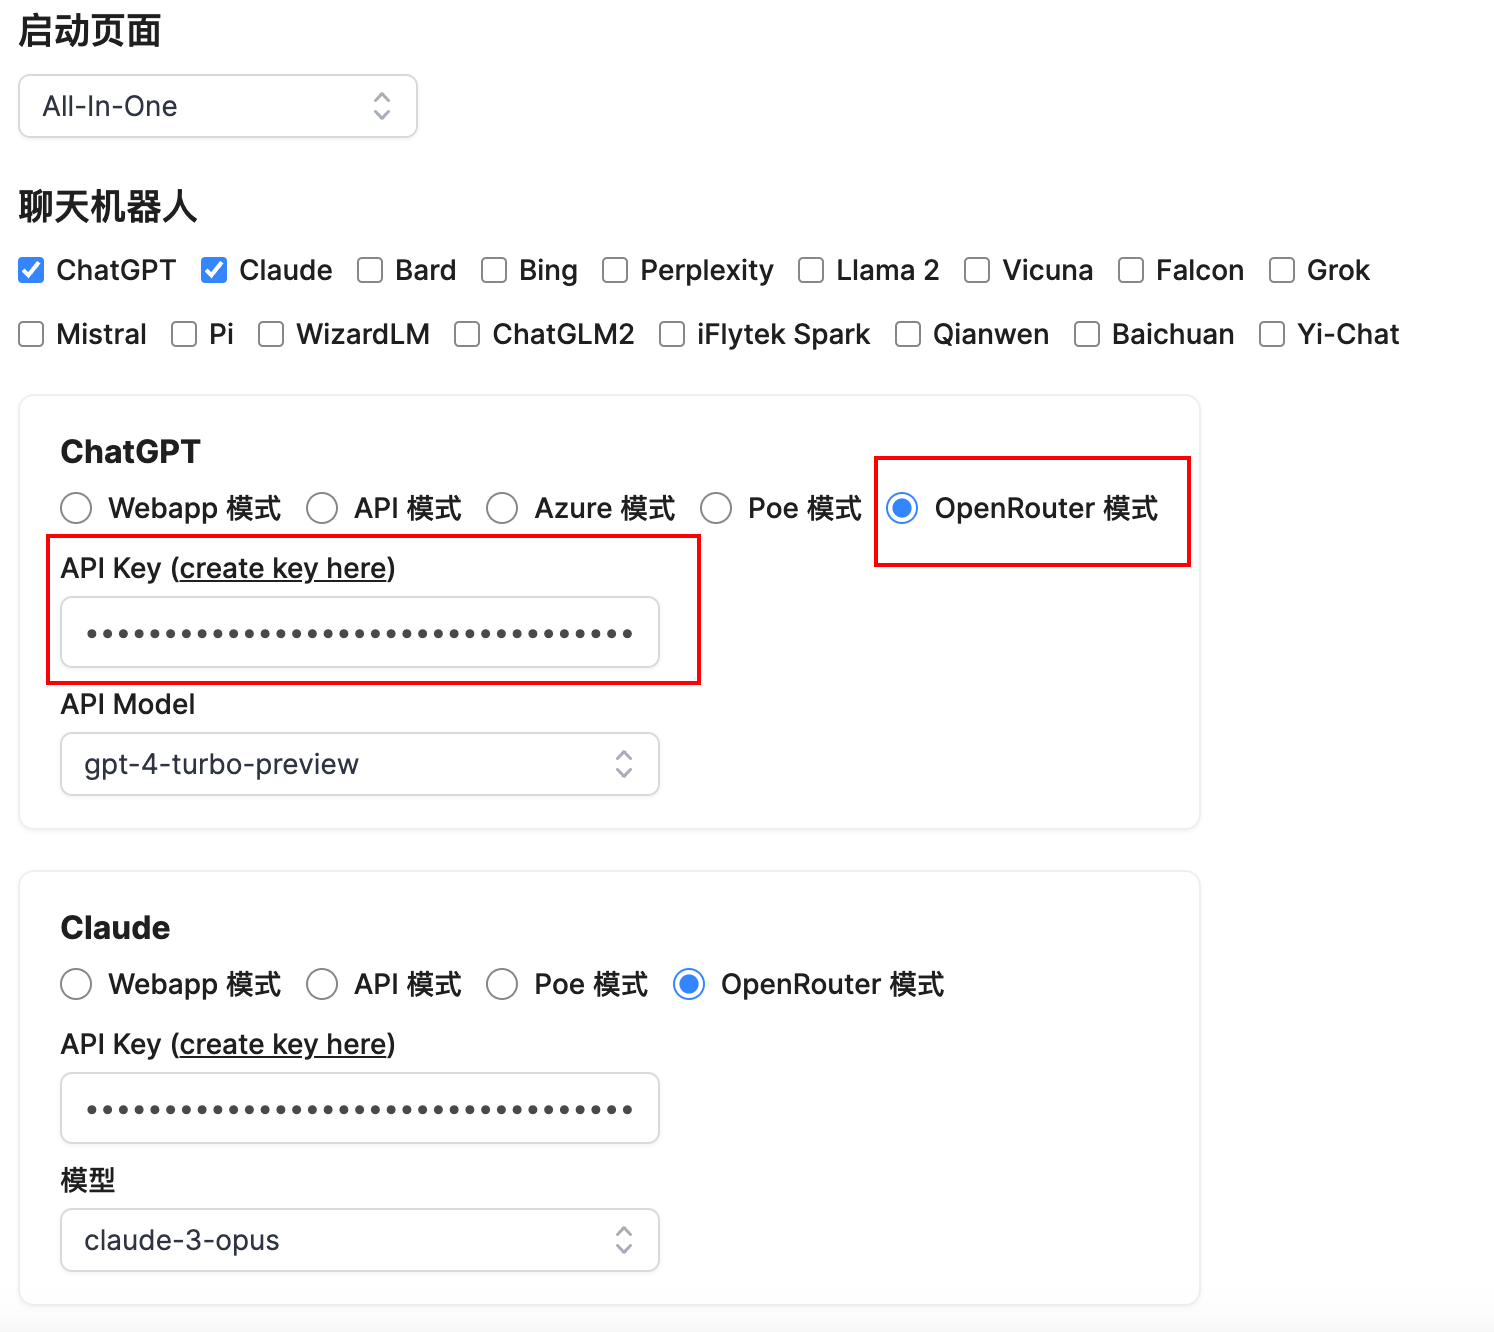 启动页面
All-In-One
聊天机器人
ChatGPT Claude Bard Bing Perplexity Llama 2 Vicuna Falcon Grok
Mistral Pi WizardLM ChatGLM2 iFlytek Spark Qianwen Baichuan Yi-Chat
ChatGPT
Webapp 模式 API 模式 Azure 模式 Poe 模式 OpenRouter 模式
API Key (create key here)
•••••••••••••••••••••••••••••••••••
API Model
gpt-4-turbo-preview
Claude
Webapp 模式 API 模式 Poe 模式 OpenRouter 模式
API Key (create key here)
•••••••••••••••••••••••••••••••••••
模型
claude-3-opus